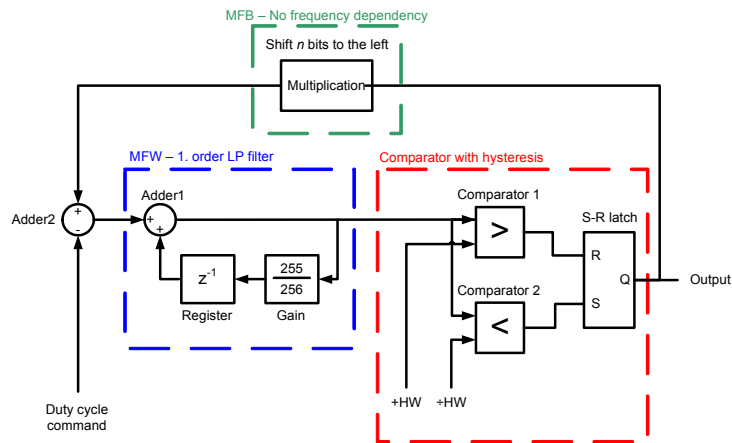 MFB – No frequency dependency
Shift n bits to the left
Multiplication
MFW – 1. order LP filter
Comparator with hysteresis
Adder1
Comparator 1
S-R latch
Adder2
+
-
+
+
>
R
Z-1
255
256
Q
Output
Register
Gain
Comparator 2
<
S
+HW
÷HW
Duty cycle
command